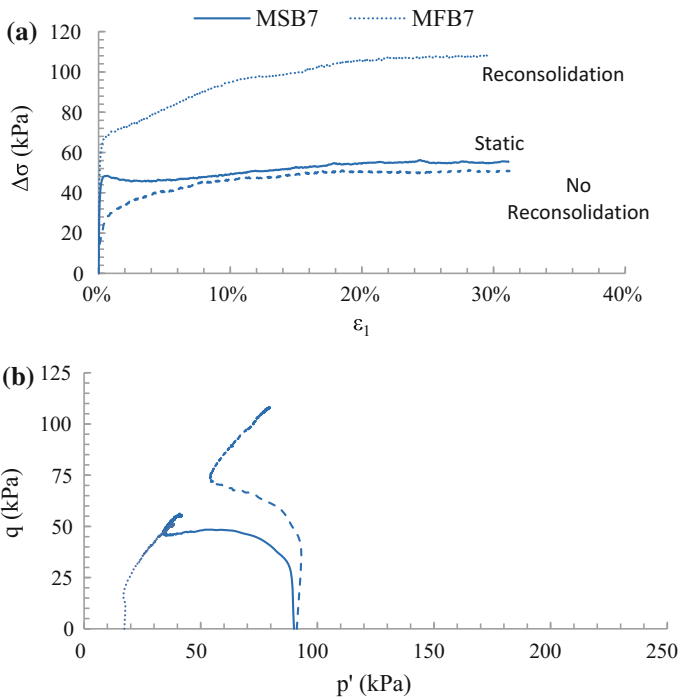 MSB7 MFB7
(a)
120
100
80
60
40
20
0
Δσ (kPa)
Reconsolidation
Static
No
Reconsolidation
0% 10% 20% 30% 40%
ε1
(b)
125
100
75
50
25
0
q (kPa)
0 50 100 150 200 250
p' (kPa)